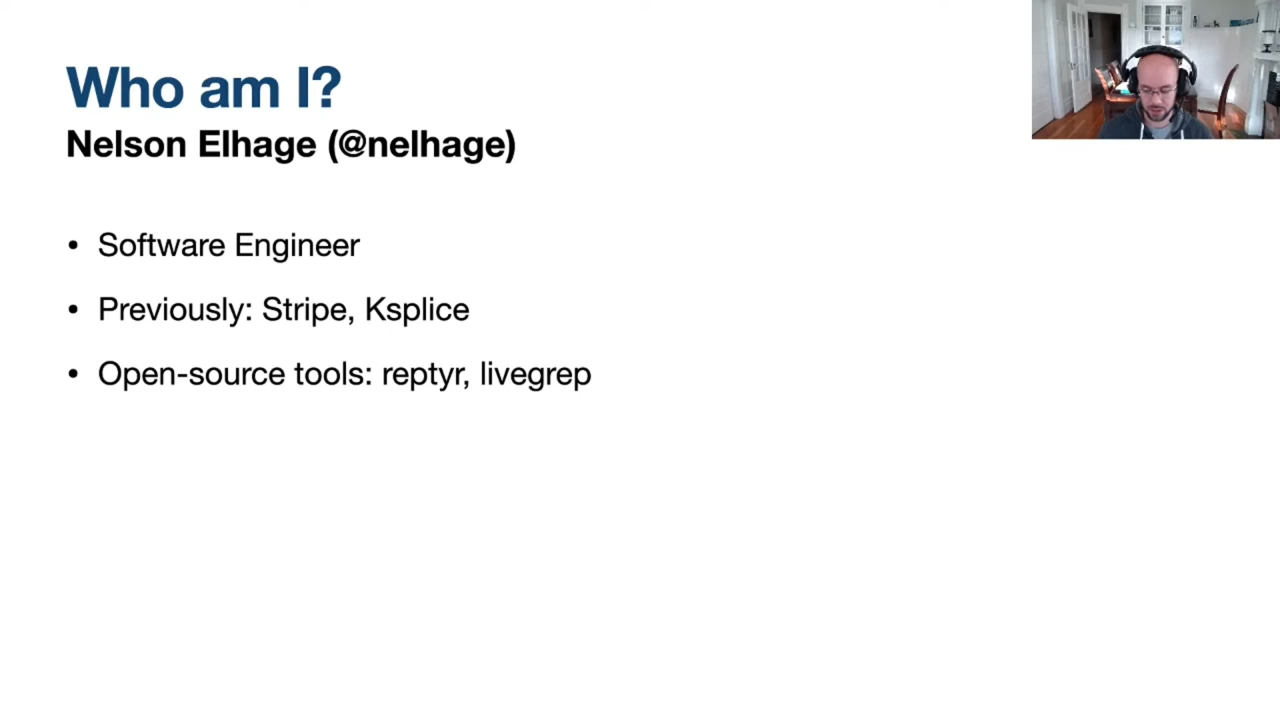 Who am I?
Nelson Elhage (@nelhage)
• Software Engineer
• Previously: Stripe, Ksplice
• Open-source tools: reptyr, livegrep